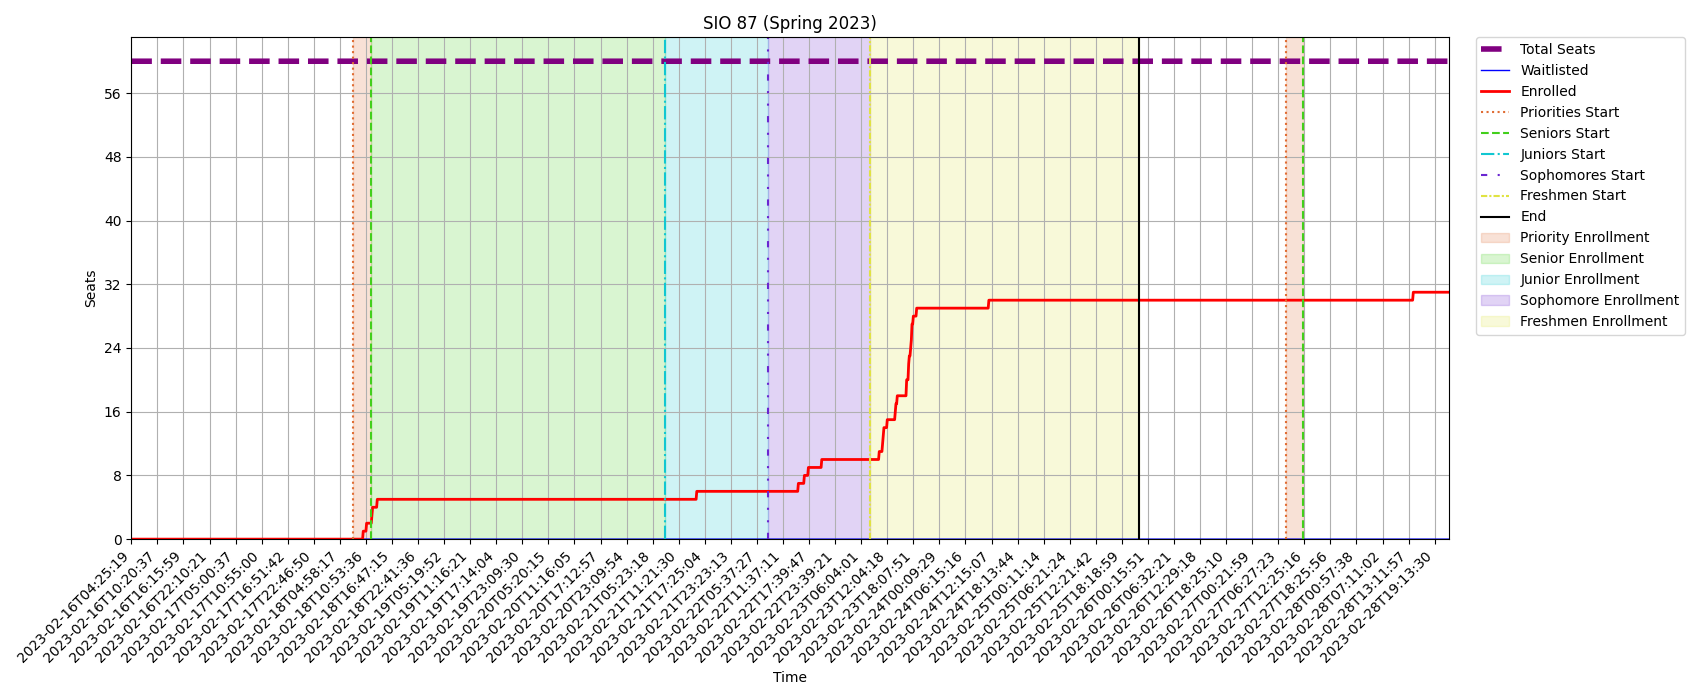 SIO 87 (Spring 2023)
Seats
56
48
40
32
24
16
8
0
2023-02-16T04:25:19
2023-02-16T10:20:37
2023-02-16T16:15:59
2023-02-16T22:10:21
2023-02-17T05:00:37
2023-02-17T10:55:00
2023-02-17T16:51:42
2023-02-17T22:46:50
2023-02-18T04:58:17
2023-02-18T10:53:36
2023-02-18T16:47:15
2023-02-18T22:41:36
2023-02-19T05:19:52
2023-02-19T11:16:21
2023-02-19T17:14:04
2023-02-19T23:09:30
2023-02-20T05:20:15
2023-02-20T11:16:05
2023-02-20T17:12:57
2023-02-20T23:09:54
2023-02-21T05:23:18
2023-02-21T11:21:30
2023-02-21T17:25:04
2023-02-21T23:23:13
2023-02-22T05:37:27
2023-02-22T11:37:11
2023-02-22T17:39:47
2023-02-22T23:39:21
2023-02-23T06:04:01
2023-02-23T12:04:18
2023-02-23T18:07:51
2023-02-24T00:09:29
2023-02-24T06:15:16
2023-02-24T12:15:07
2023-02-24T18:13:44
2023-02-25T00:11:14
2023-02-25T06:21:24
2023-02-25T12:21:42
2023-02-25T18:18:59
2023-02-26T00:15:51
2023-02-26T06:32:21
2023-02-26T12:29:18
2023-02-26T18:25:10
2023-02-27T00:21:59
2023-02-27T06:27:23
2023-02-27T12:25:16
2023-02-27T18:25:56
2023-02-28T00:57:38
2023-02-28T07:11:02
2023-02-28T13:11:57
2023-02-28T19:13:30
Time
Total Seats
Waitlisted
Enrolled
Priorities Start
Seniors Start
Juniors Start
Sophomores Start
Freshmen Start
End
Priority Enrollment
Senior Enrollment
Junior Enrollment
Sophomore Enrollment
Freshmen Enrollment